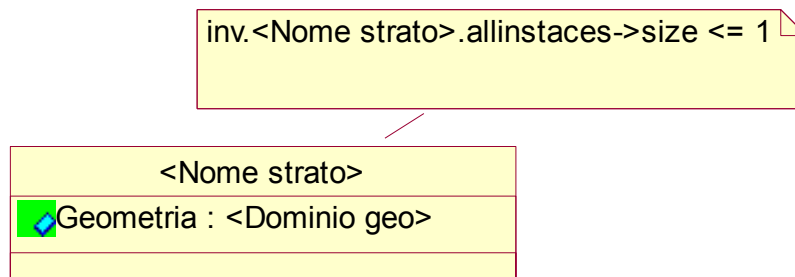 inv.<Nome strato>.allinstaces->size <= 1
<Nome strato>
Geometria : <Dominio geo>